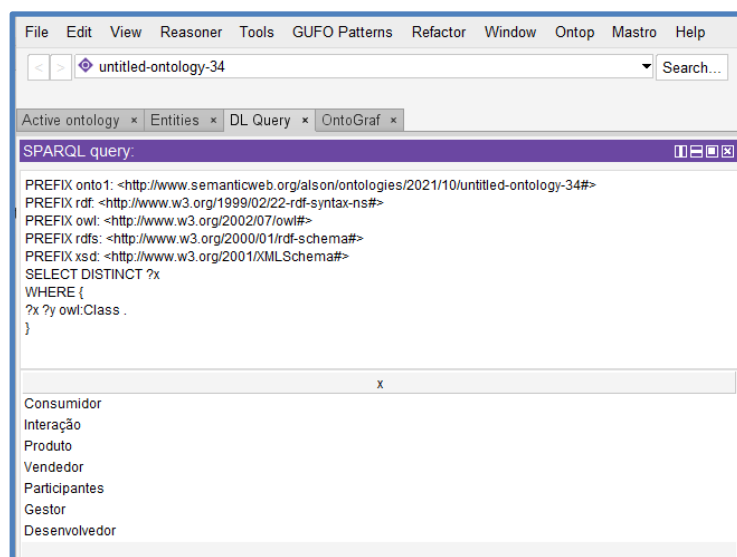 File Edit View Reasoner Tools GUFO Patterns Refactor Window Ontop Mastro Help
< > untitled-ontology-34 Search...
Active ontology × Entities × DL Query × OntoGraf ×
SPARQL query:
PREFIX onto1: <http://www.semanticweb.org/alson/ontologies/2021/10/untitled-ontology-34#>
PREFIX rdf: <http://www.w3.org/1999/02/22-rdf-syntax-ns#>
PREFIX owl: <http://www.w3.org/2002/07/owl#>
PREFIX rdfs: <http://www.w3.org/2000/01/rdf-schema#>
PREFIX xsd: <http://www.w3.org/2001/XMLSchema#>
SELECT DISTINCT ?x
WHERE {
?x ?y owl:Class .
}
x
Consumidor
Interação
Produto
Vendedor
Participantes
Gestor
Desenvolvedor